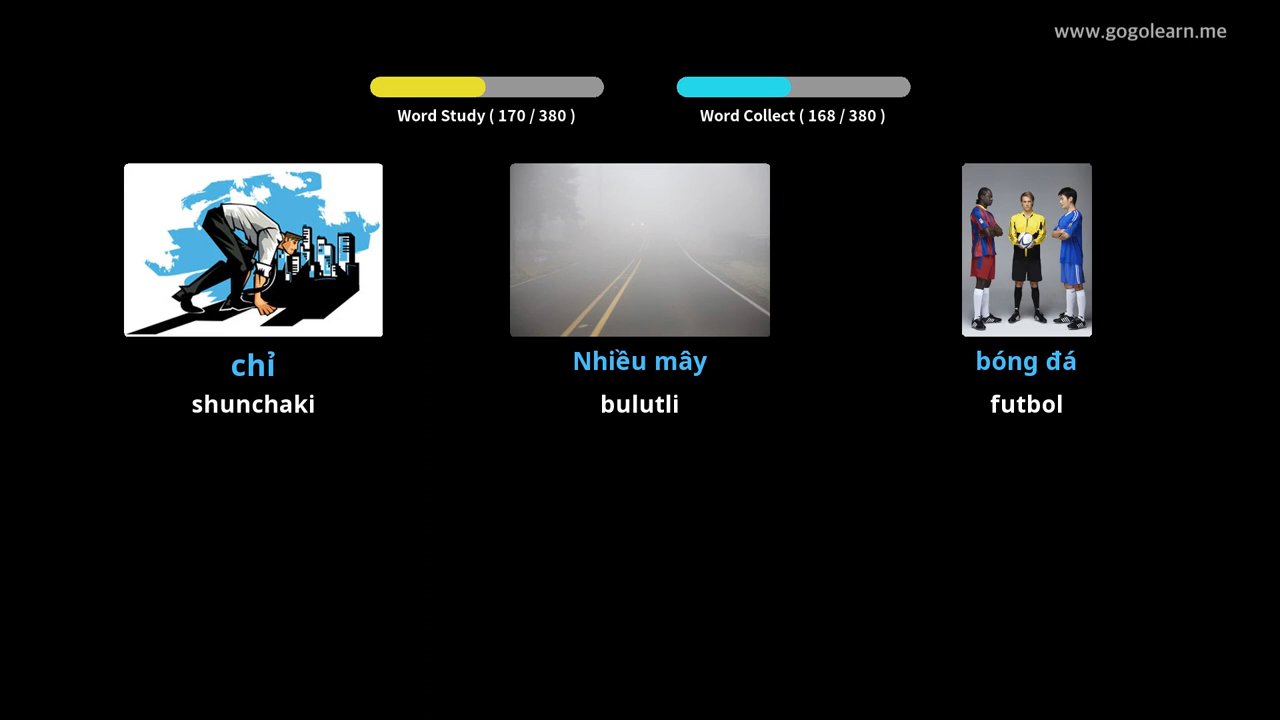 www.gogolearn.me
Word Study ( 170 / 380 )
Word Collect ( 168 / 380 )
chỉ
shunchaki
Nhiều mây
bulutli
bóng đá
futbol